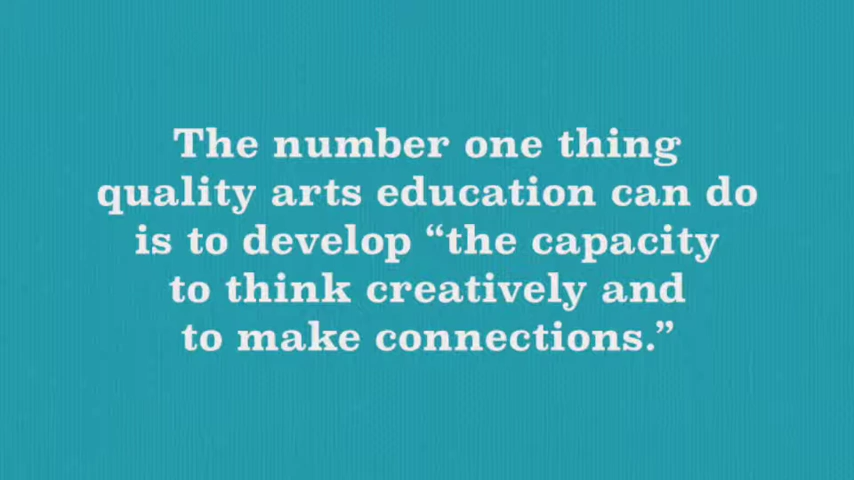 The number one thing
quality arts education can do
is to develop “the capacity
to think creatively and
to make connections.”